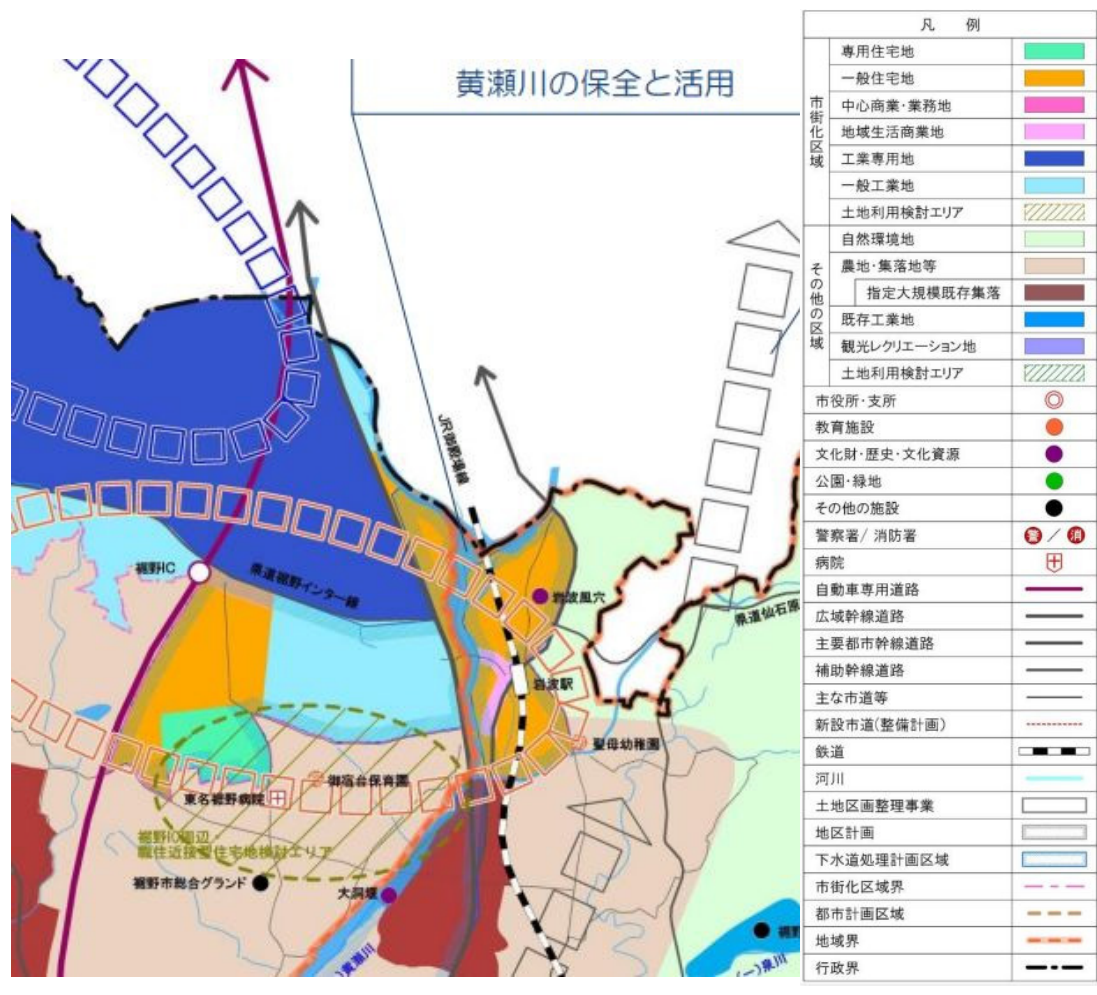 黄瀬川の保全と活用
JR御殿場線
裾野IC
県道裾野インター線
岩波風穴
県道仙石原
岩波駅
聖母幼稚園
御宿台保育園
東名裾野病院
裾野IC周辺・
職住近接型住宅地検討エリア
裾野市総合グランド
大洞堰
)黄瀬川
裾野
(一)泉川
凡 例
市街化区域
専用住宅地
一般住宅地
中心商業・業務地
地域生活商業地
工業専用地
一般工業地
土地利用検討エリア
その他の区域
自然環境地
農地・集落地等
指定大規模既存集落
既存工業地
観光レクリエーション地
土地利用検討エリア
市役所・支所
教育施設
文化財・歴史・文化資源
公園・緑地
その他の施設
警察署/ 消防署
警 / 消
病院
自動車専用道路
広域幹線道路
主要都市幹線道路
補助幹線道路
主な市道等
新設市道(整備計画)
鉄道
河川
土地区画整理事業
地区計画
下水道処理計画区域
市街化区域界
都市計画区域
地域界
行政界